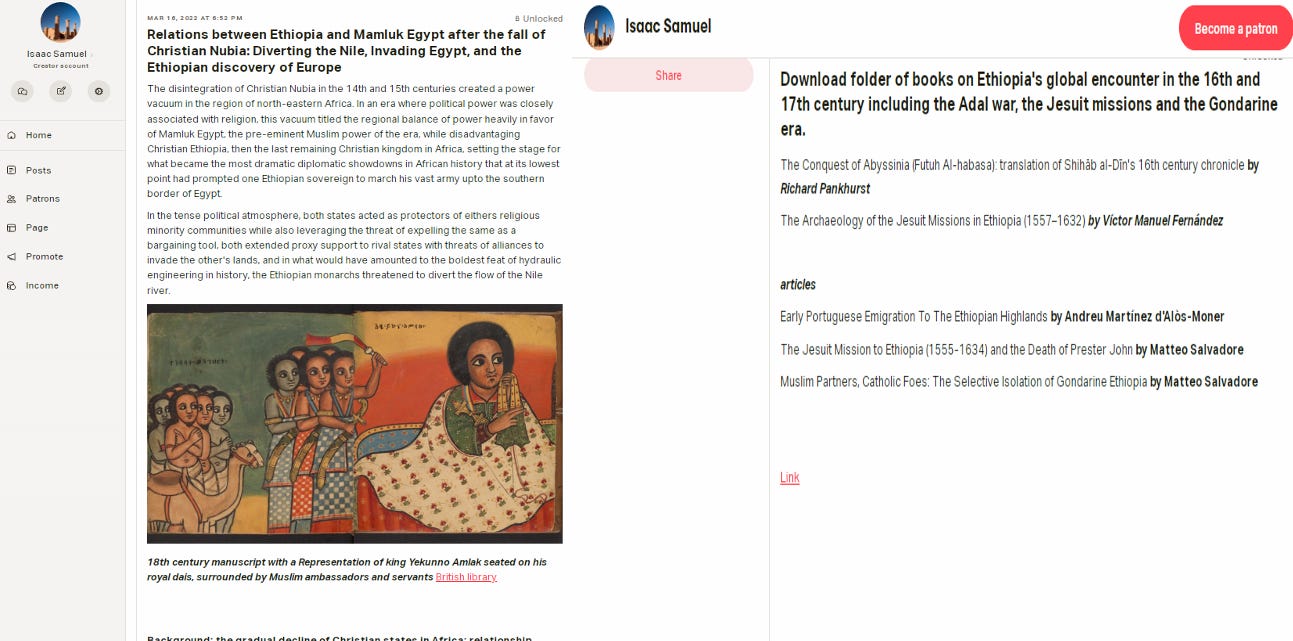 Isaac Samuel
Creator account
Home
Posts
Patrons
Page
Promote
Income
MAR 16, 2022 AT 6:52 PM
8 Unlocked
Relations between Ethiopia and Mamluk Egypt after the fall of
Christian Nubia: Diverting the Nile, Invading Egypt, and the
Ethiopian discovery of Europe
The disintegration of Christian Nubia in the 14th and 15th centuries created a power
vacuum in the region of north-eastern Africa. In an era where political power was closely
associated with religion, this vacuum titled the regional balance of power heavily in favor
of Mamluk Egypt, the pre-eminent Muslim power of the era, while disadvantaging
Christian Ethiopia, then the last remaining Christian kingdom in Africa, setting the stage for
what became the most dramatic diplomatic showdowns in African history that at its lowest
point had prompted one Ethiopian sovereign to march his vast army upto the southern
border of Egypt.
In the tense political atmosphere, both states acted as protectors of eithers religious
minority communities while also leveraging the threat of expelling the same as a
bargaining tool, both extended proxy support to rival states with threats of alliances to
invade the other's lands, and in what would have amounted to the boldest feat of hydraulic
engineering in history, the Ethiopian monarchs threatened to divert the flow of the Nile
river.
18th century manuscript with a Representation of king Yekunno Amlak seated on his
royal dais, surrounded by Muslim ambassadors and servants British library
Background: the gradual decline of Christian states in Africa: relationship
Isaac Samuel
Become a patron
Share
Download folder of books on Ethiopia's global encounter in the 16th and
17th century including the Adal war, the Jesuit missions and the Gondarine
era.
The Conquest of Abyssinia (Futuh Al-habasa): translation of Shihāb al-Dīn's 16th century chronicle by
Richard Pankhurst
The Archaeology of the Jesuit Missions in Ethiopia (1557–1632) by Víctor Manuel Fernández
articles
Early Portuguese Emigration To The Ethiopian Highlands by Andreu Martínez d'Alòs-Moner
The Jesuit Mission to Ethiopia (1555-1634) and the Death of Prester John by Matteo Salvadore
Muslim Partners, Catholic Foes: The Selective Isolation of Gondarine Ethiopia by Matteo Salvadore
Link